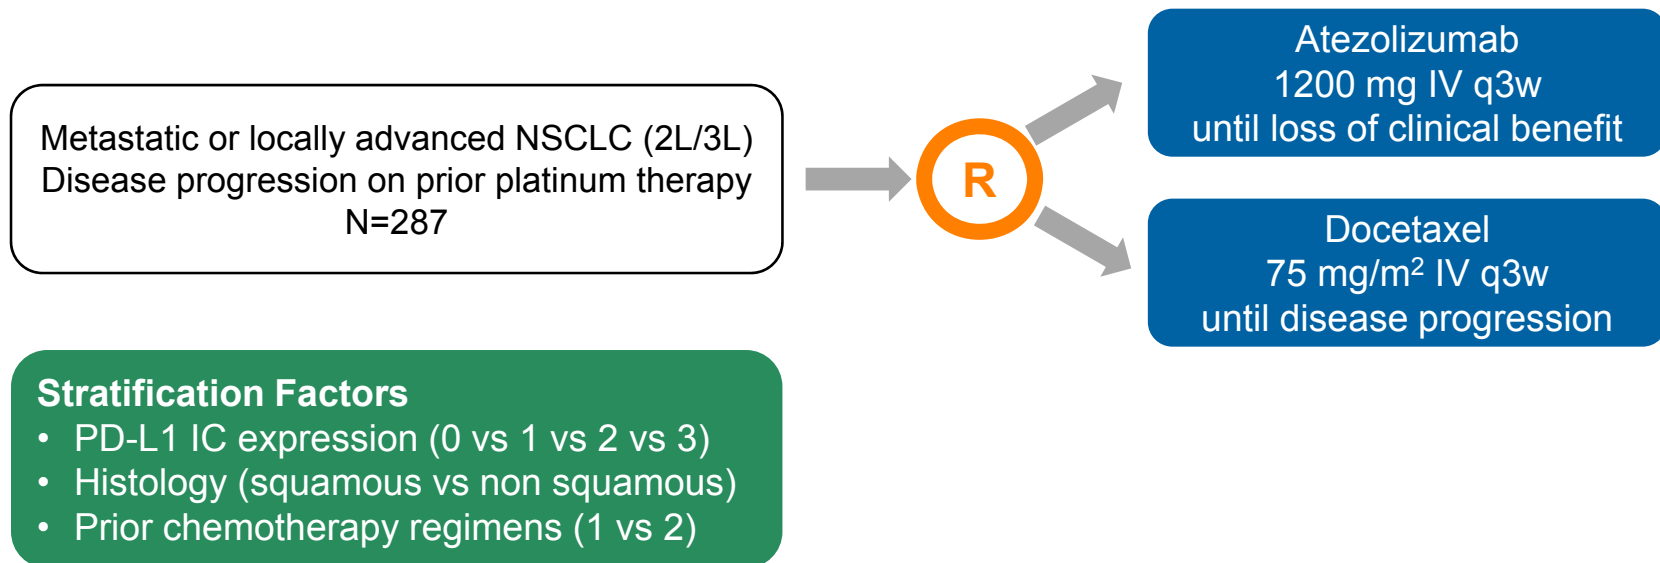 Metastatic or locally advanced NSCLC (2L/3L)
Disease progression on prior platinum therapy
N=287
R
Atezolizumab
1200 mg IV q3w
until loss of clinical benefit
Docetaxel
75 mg/m² IV q3w
until disease progression
Stratification Factors
• PD-L1 IC expression (0 vs 1 vs 2 vs 3)
• Histology (squamous vs non squamous)
• Prior chemotherapy regimens (1 vs 2)